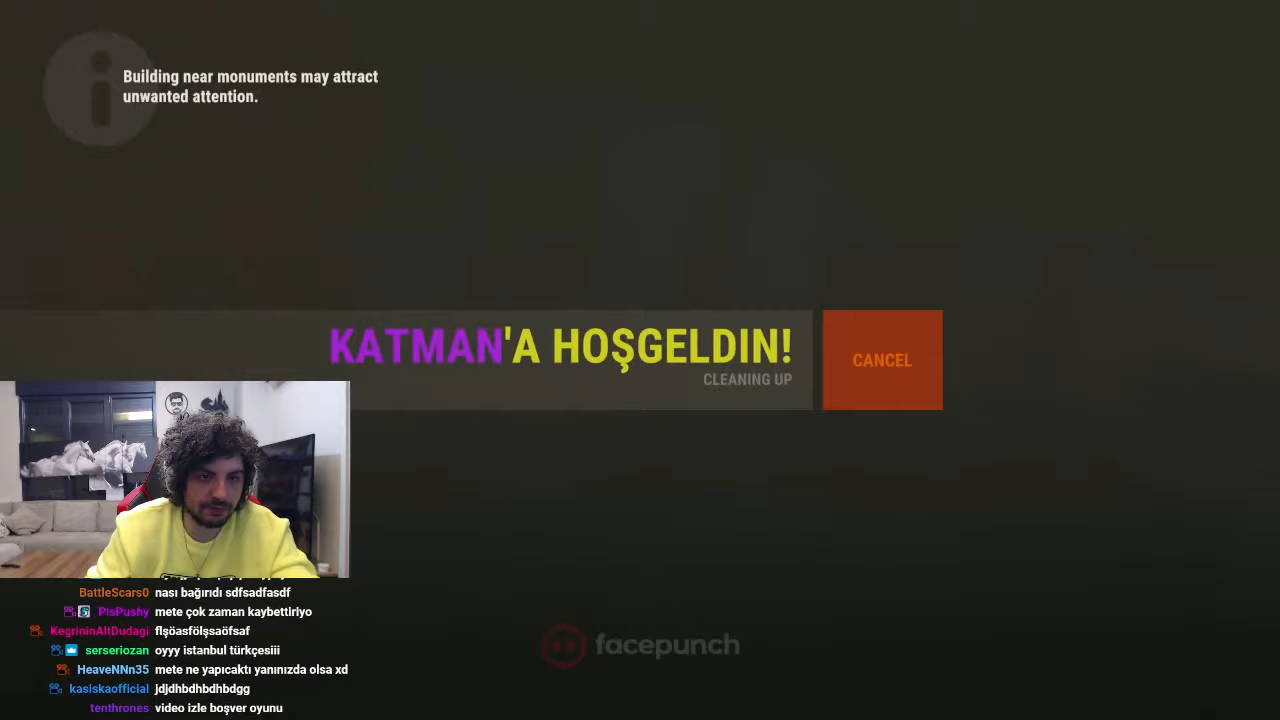 Building near monuments may attract
unwanted attention.
KATMAN'A HOŞGELDIN!
CLEANING UP
CANCEL
BattleScars0 nası bağırıdı sdfsadfasdf
PisPushy mete çok zaman kaybettiriyo
KegrininAltDudagi flşöasfölşsaöfsaf
serseriozan oyyy istanbul türkçesiii
HeaveNNn35 mete ne yapıcaktı yanınızda olsa xd
kasiskaofficial jdjdhbdhbdhbdgg
tenthrones video izle boşver oyunu
facepunch